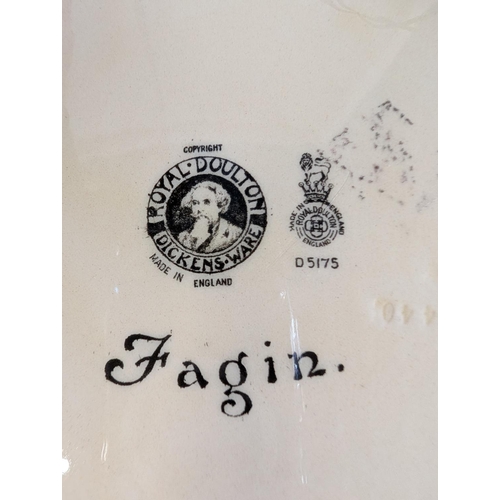 COPYRIGHT
ROYAL·DOULTON
DICKENS·WARE
MADE IN ENGLAND
MADE IN ENGLAND
ROYAL DOULTON
ENGLAND
D5175
Fagin.